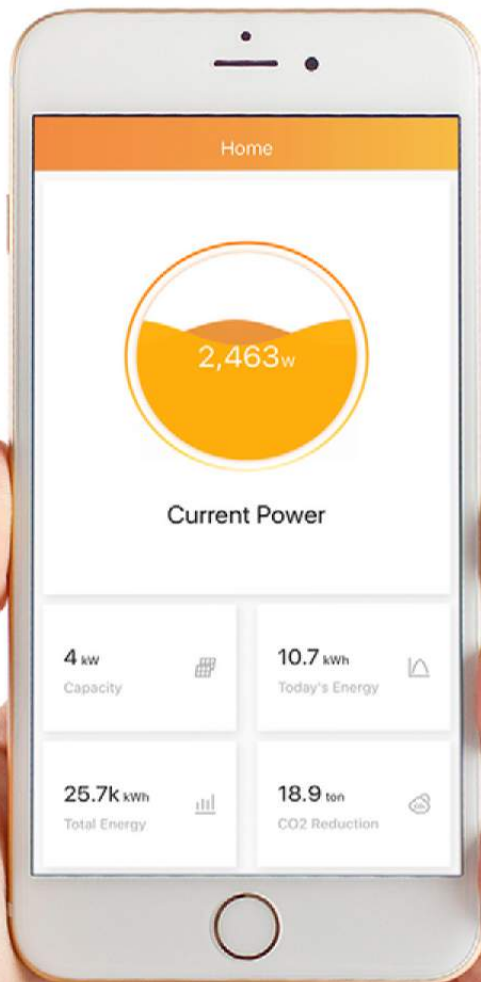 Home
2,463w
Current Power
4 kW
Capacity
10.7 kWh
Today's Energy
25.7k kWh
Total Energy
18.9 ton
CO2 Reduction